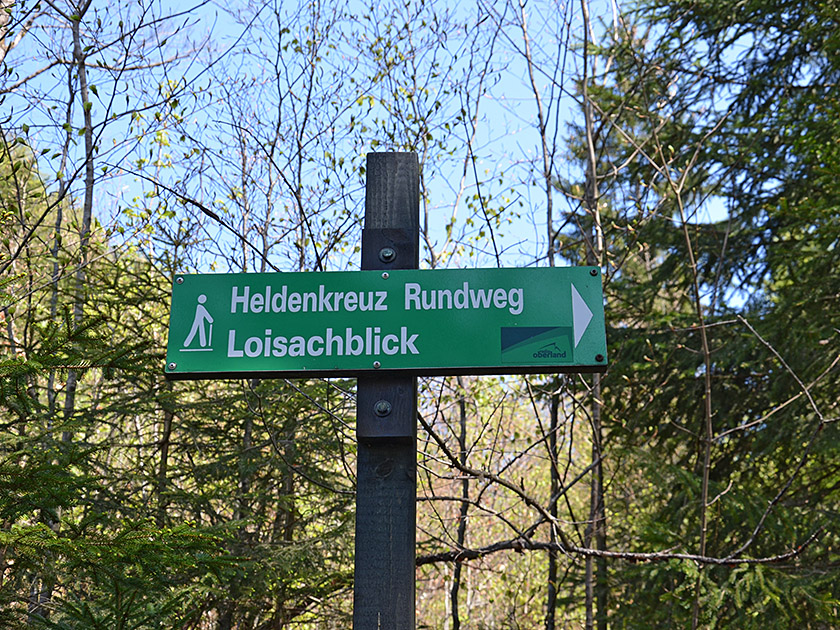 Heldenkreuz Rundweg
Loisachblick
oberland